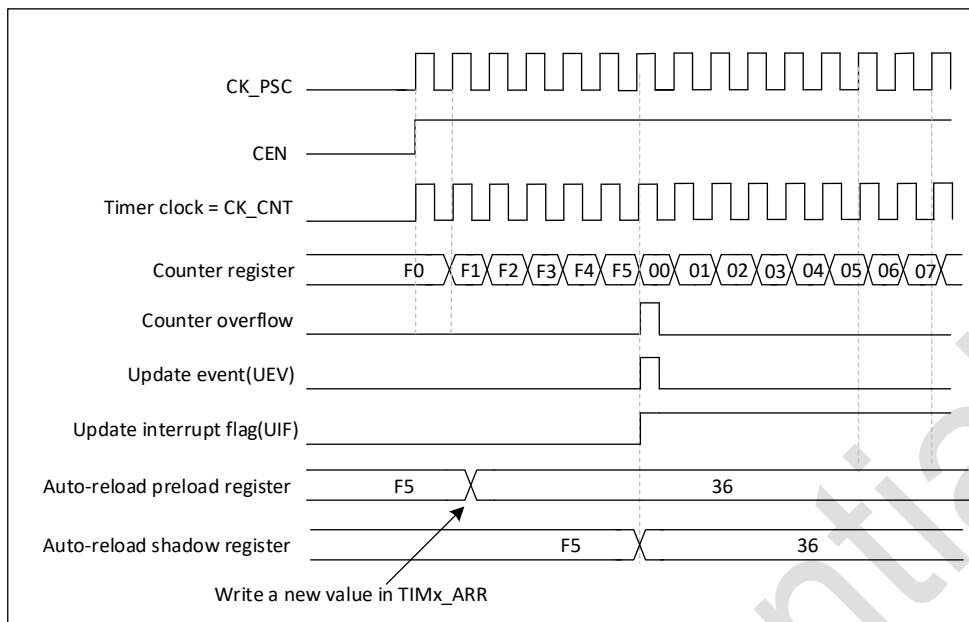 CK_PSC
CEN
Timer clock = CK_CNT
Counter register F0 F1 F2 F3 F4 F5 00 01 02 03 04 05 06 07
Counter overflow
Update event(UEV)
Update interrupt flag(UIF)
Auto-reload preload register F5 36
Auto-reload shadow register F5 36
Write a new value in TIMx_ARR